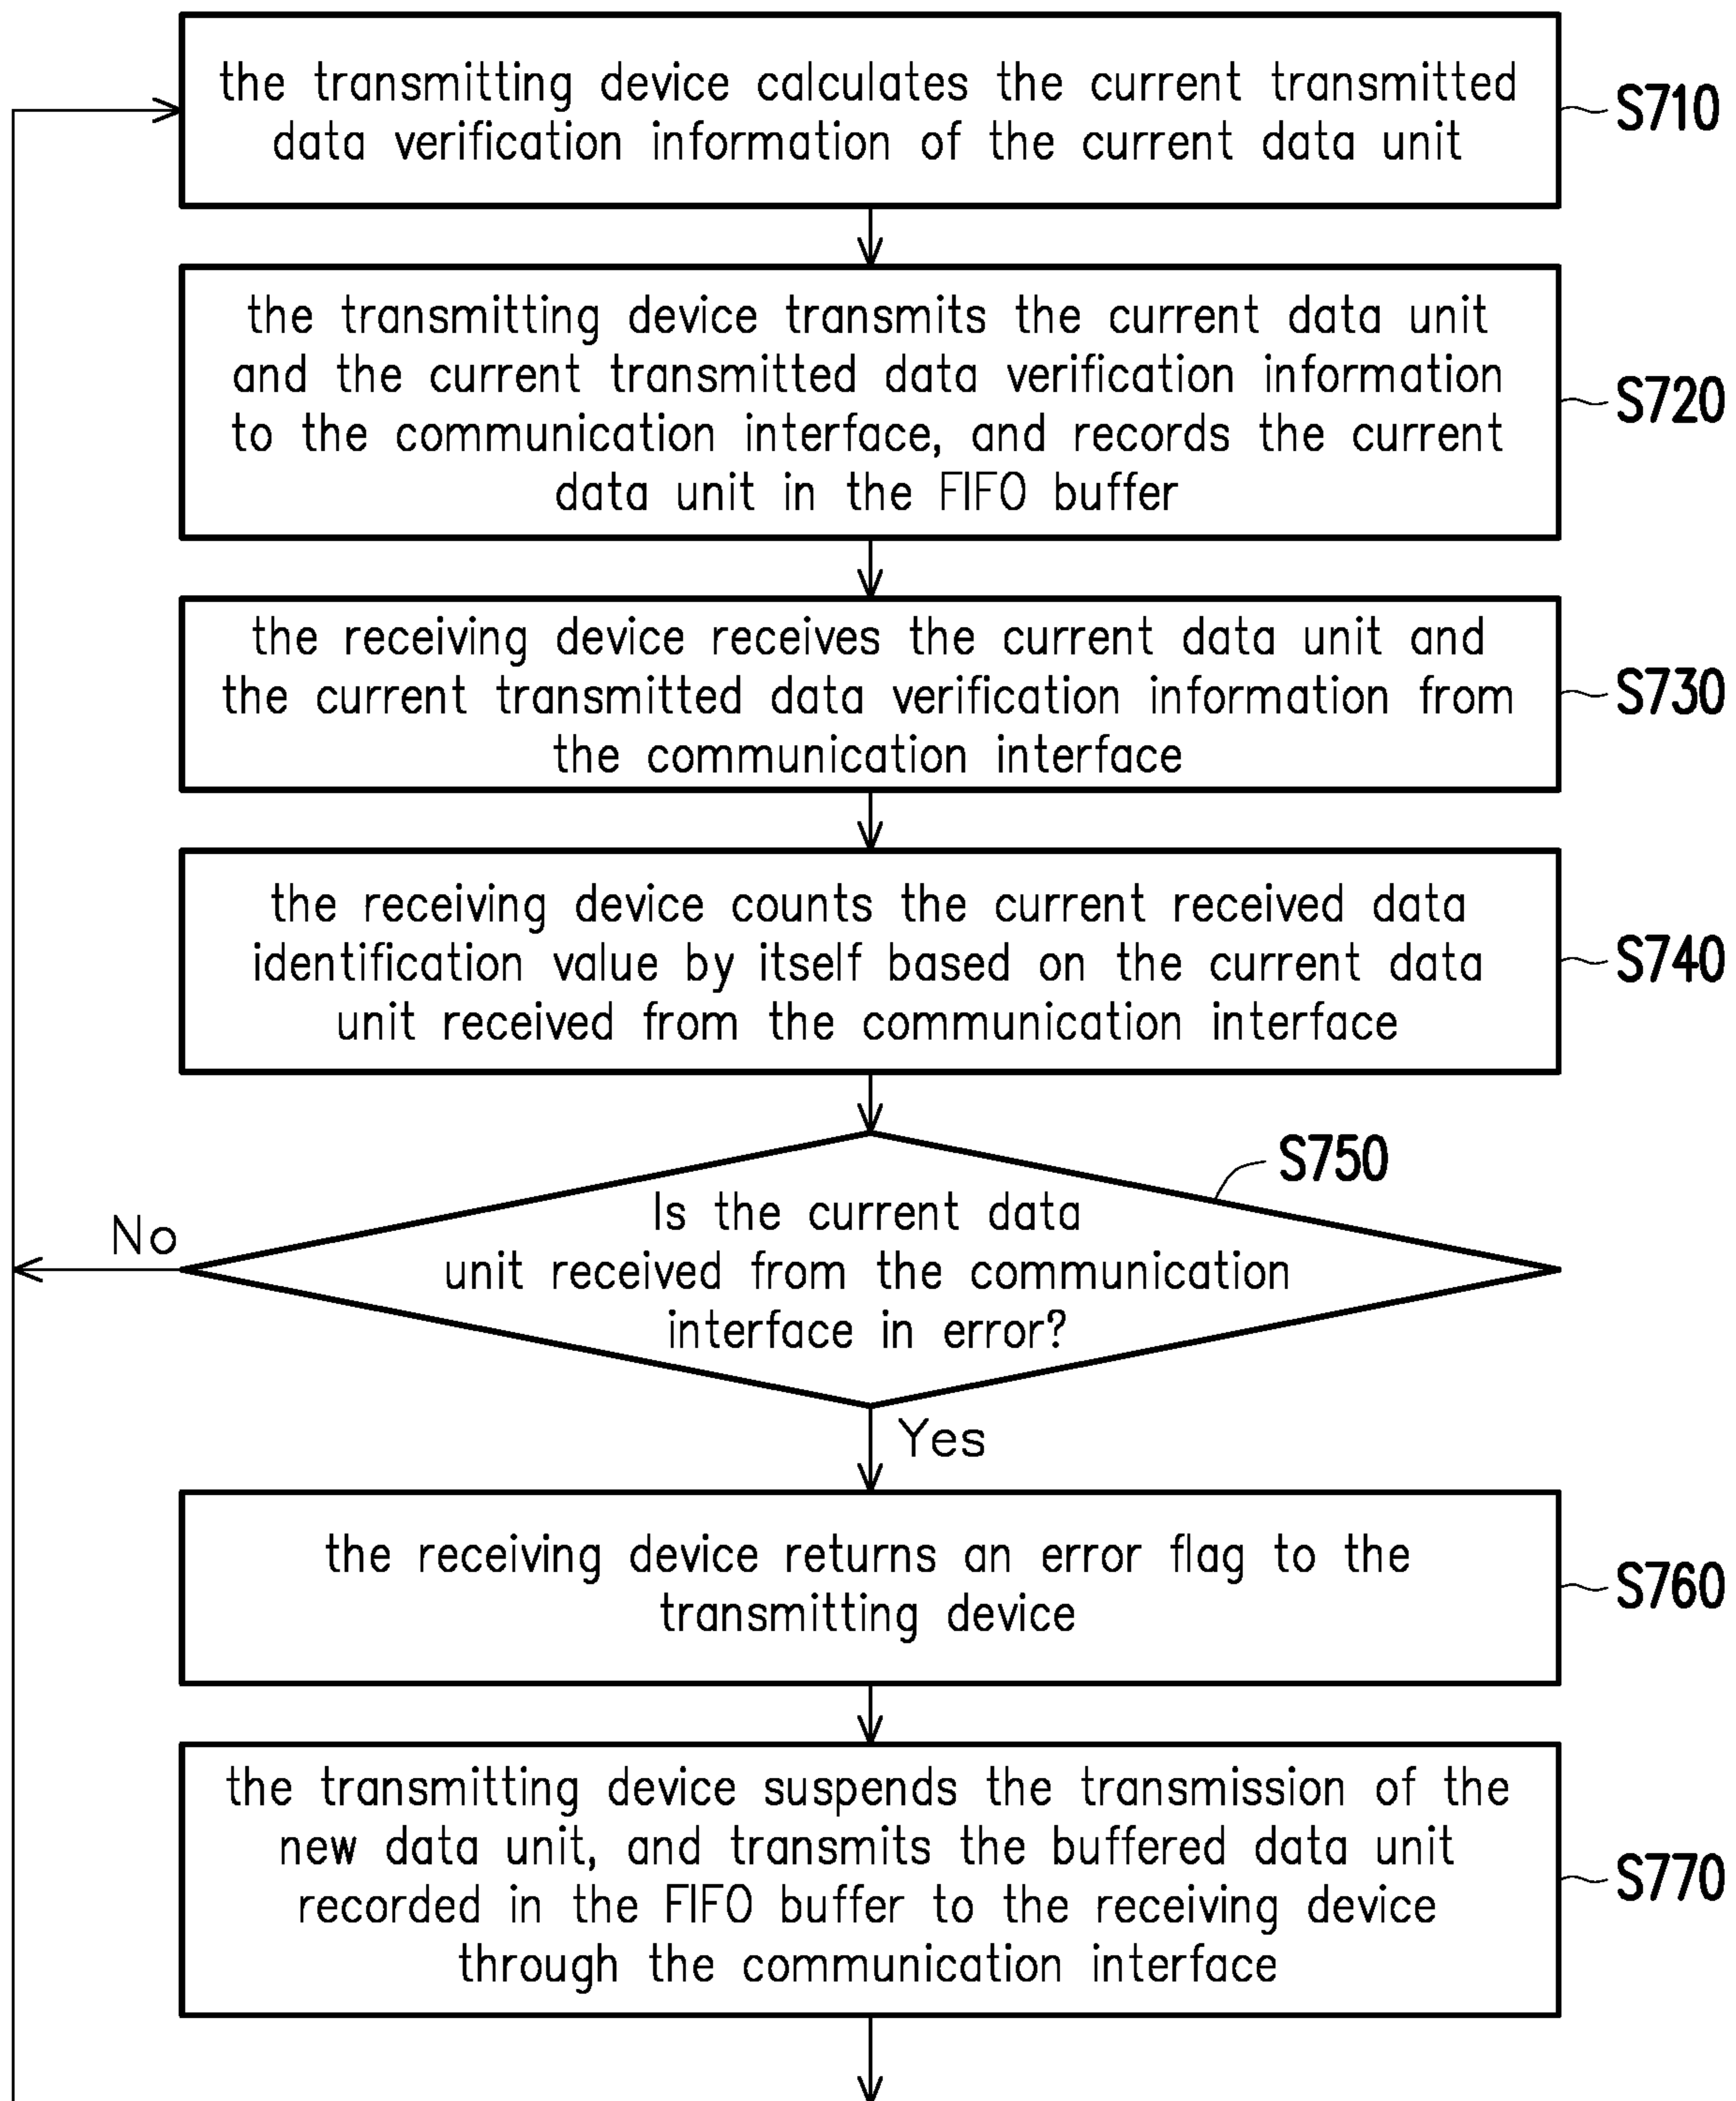 the transmitting device calculates the current transmitted
data verification information of the current data unit
S710
the transmitting device transmits the current data unit
and the current transmitted data verification information
to the communication interface, and records the current
data unit in the FIFO buffer
S720
the receiving device receives the current data unit and
the current transmitted data verification information from
the communication interface
S730
the receiving device counts the current received data
identification value by itself based on the current data
unit received from the communication interface
S740
S750
Is the current data
unit received from the communication
interface in error?
No
Yes
the receiving device returns an error flag to the
transmitting device
S760
the transmitting device suspends the transmission of the
new data unit, and transmits the buffered data unit
recorded in the FIFO buffer to the receiving device
through the communication interface
S770